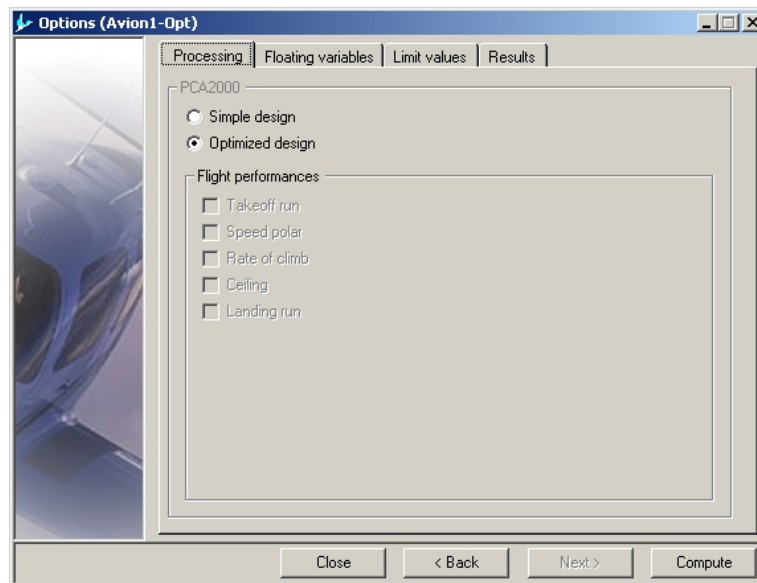 Options (Avion1-Opt)
Processing Floating variables Limit values Results
PCA2000
Simple design
Optimized design
Flight performances
Takeoff run
Speed polar
Rate of climb
Ceiling
Landing run
Close < Back Next > Compute